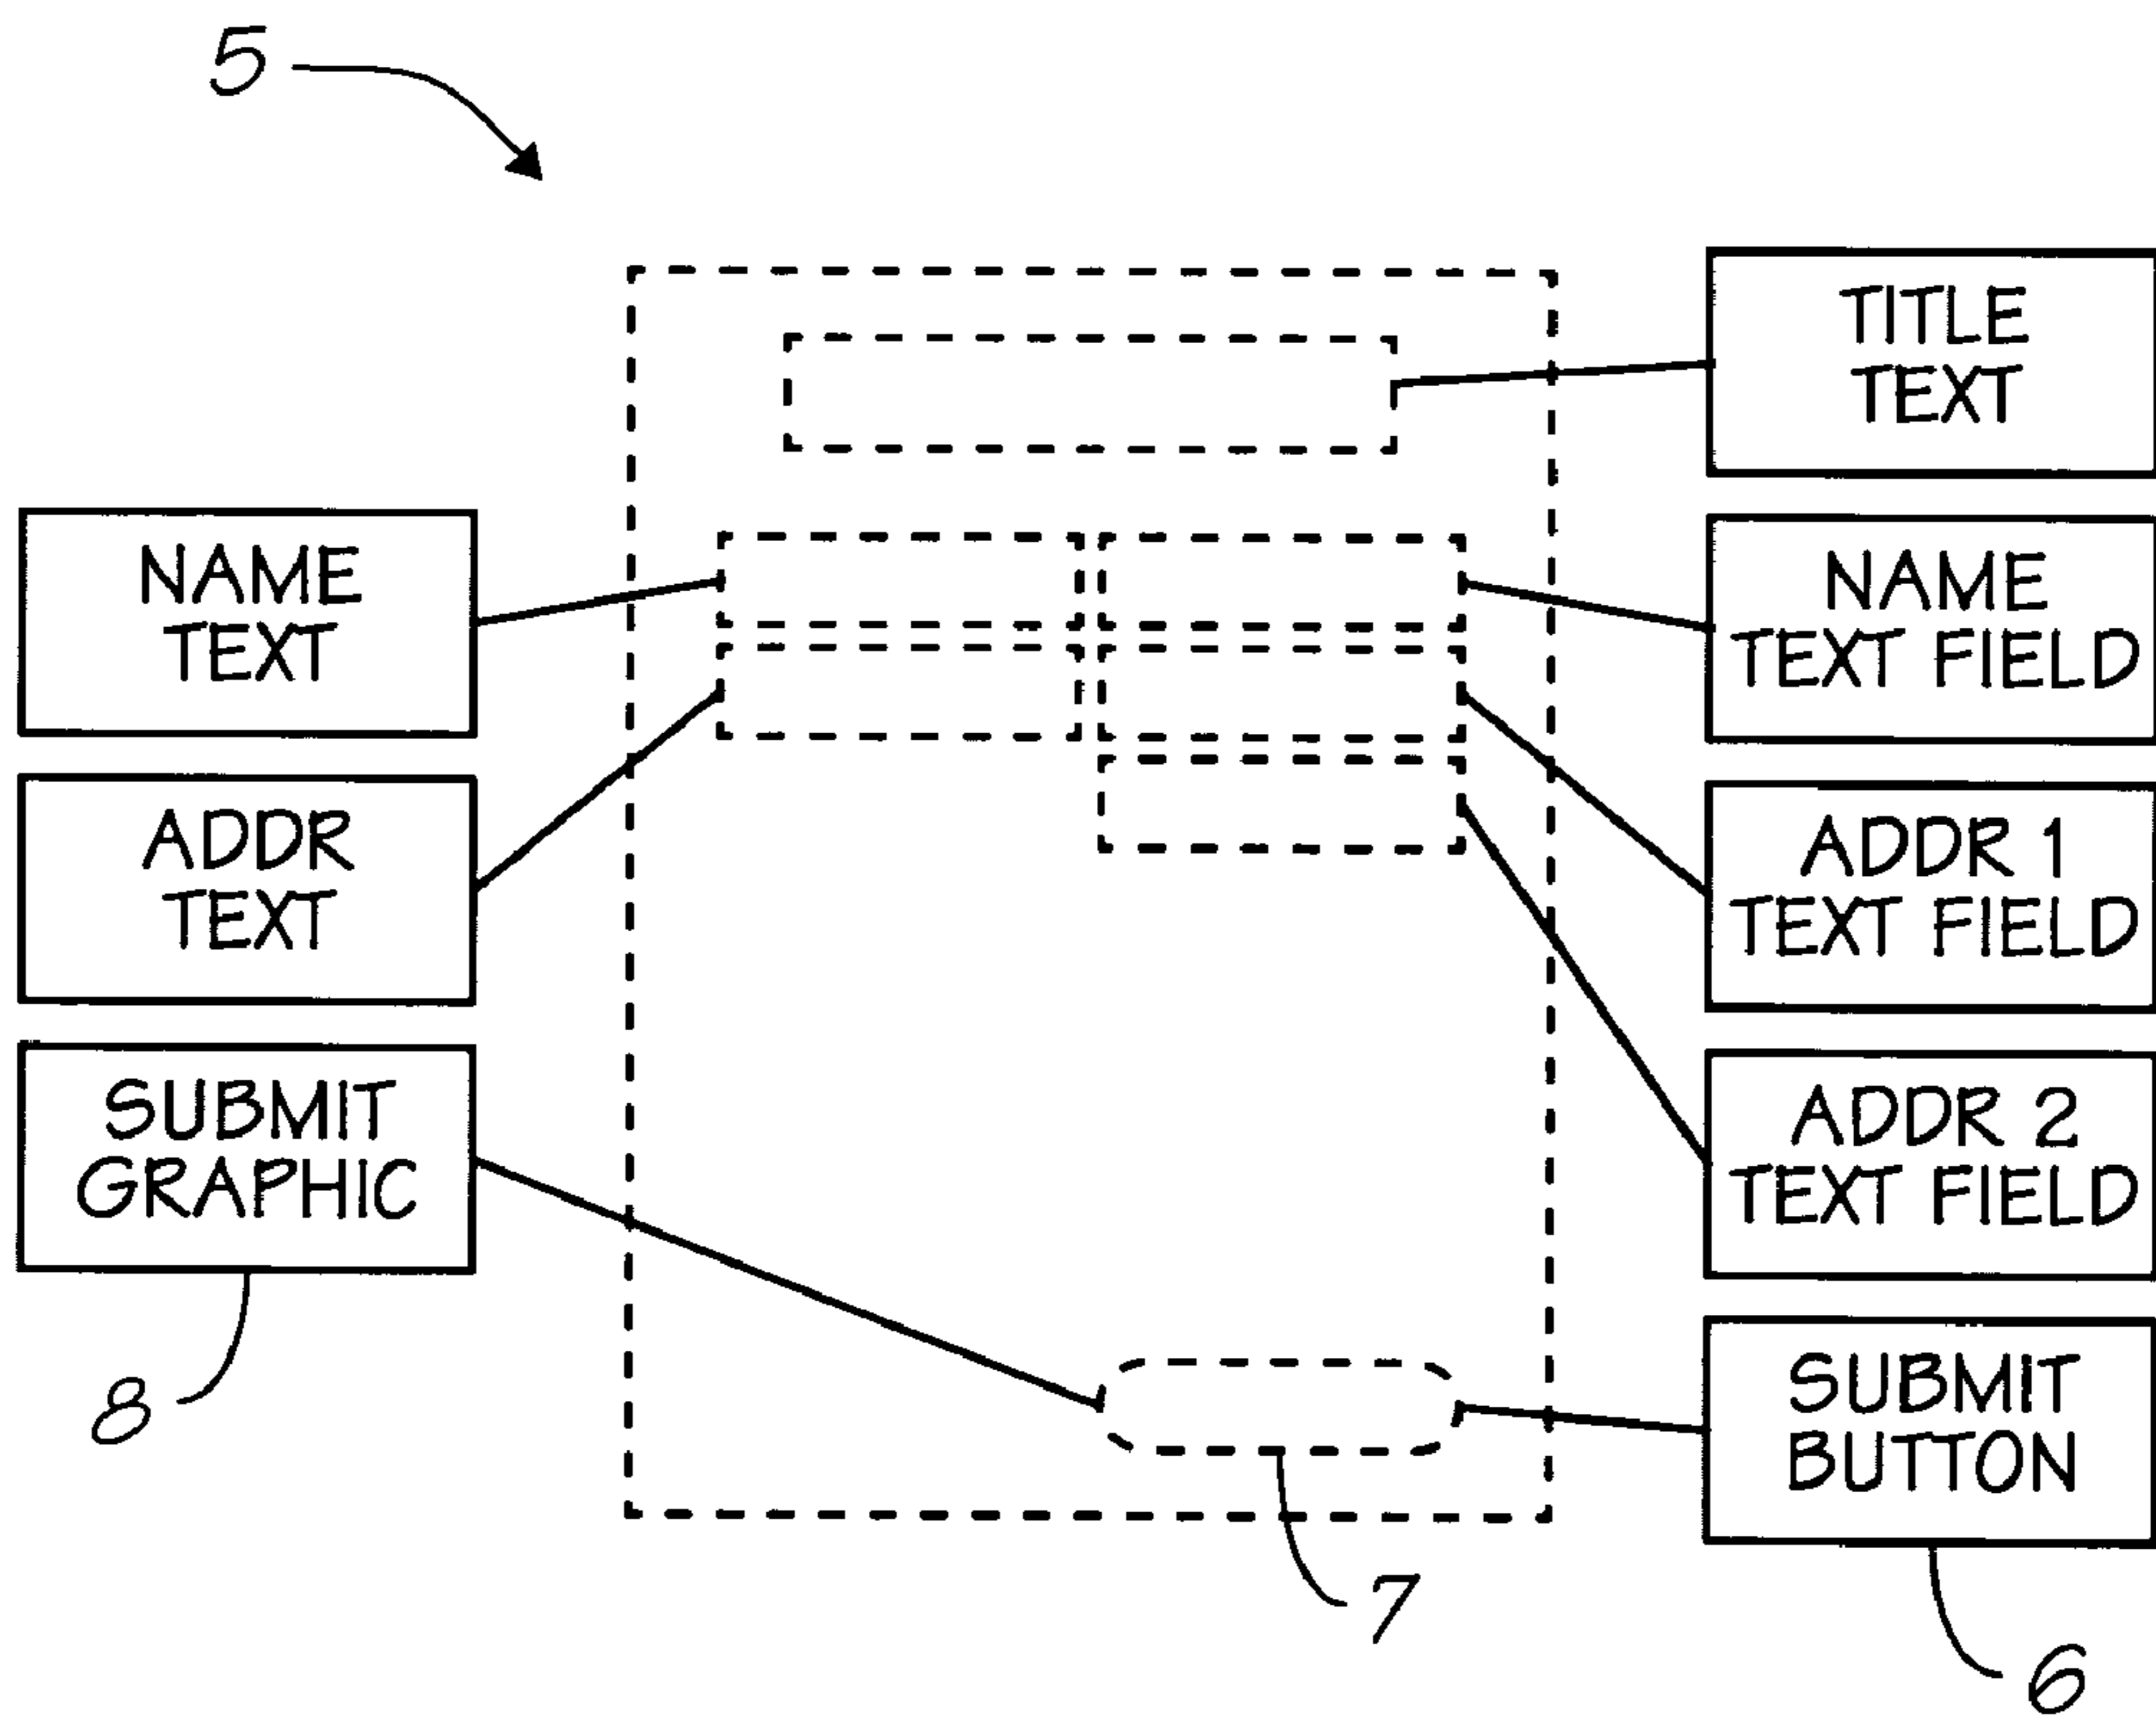 5
TITLE
TEXT
NAME
TEXT
NAME
TEXT FIELD
ADDR
TEXT
ADDR 1
TEXT FIELD
SUBMIT
GRAPHIC
ADDR 2
TEXT FIELD
8
SUBMIT
BUTTON
7
6